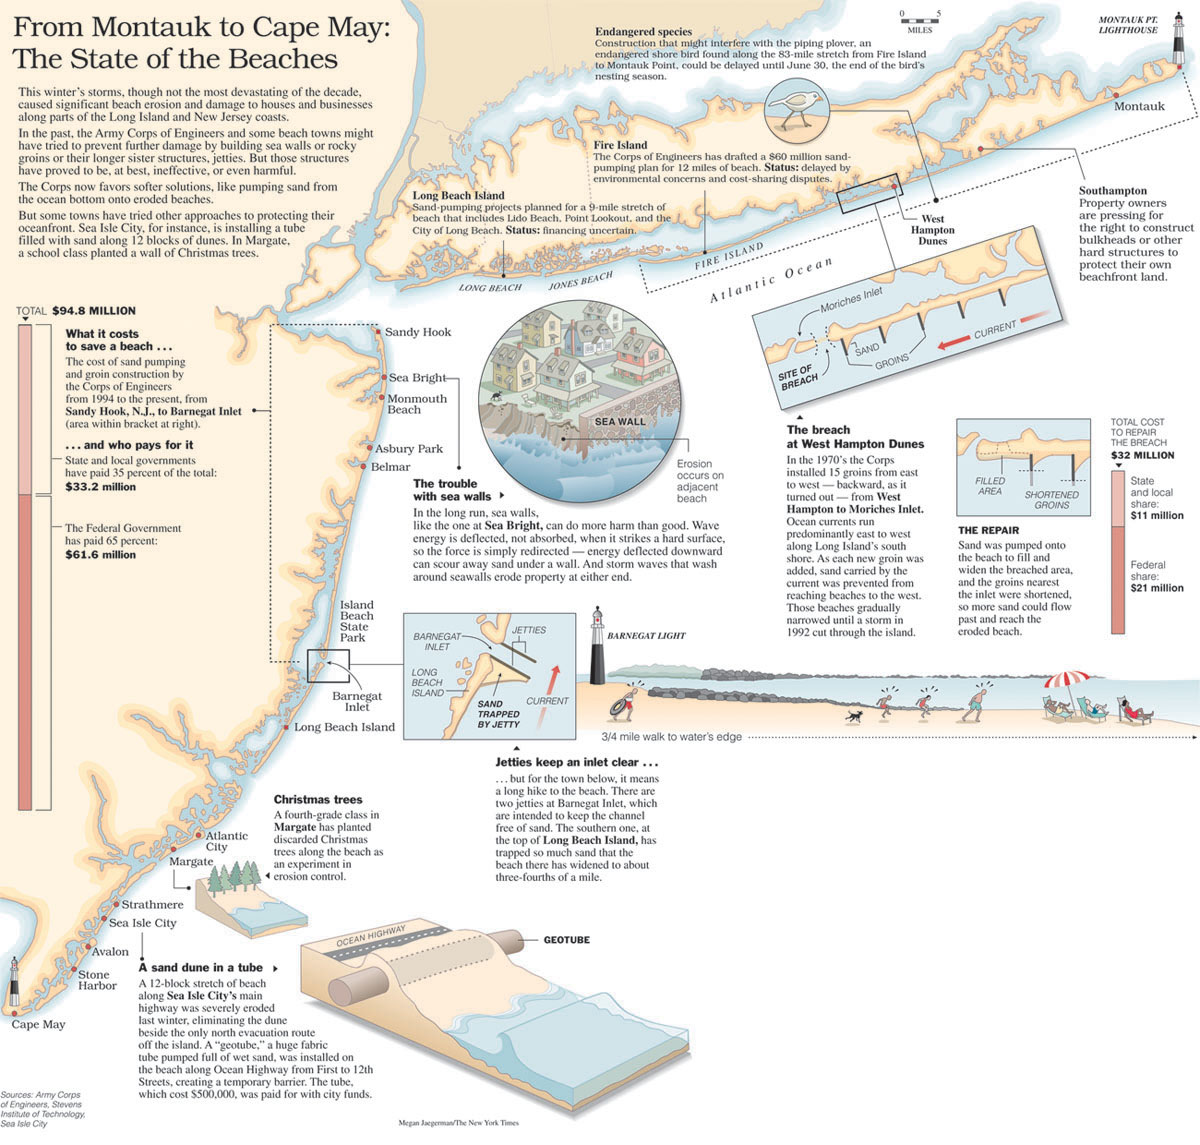 From Montauk to Cape May:
The State of the Beaches
This winter's storms, though not the most devastating of the decade,
caused significant beach erosion and damage to houses and businesses
along parts of the Long Island and New Jersey coasts.
In the past, the Army Corps of Engineers and some beach towns might
have tried to prevent further damage by building sea walls or rocky
groins or their longer sister structures, jetties. But those structures
have proved to be, at best, ineffective, or even harmful.
The Corps now favors softer solutions, like pumping sand from
the ocean bottom onto eroded beaches.
But some towns have tried other approaches to protecting their
oceanfront. Sea Isle City, for instance, is installing a tube
filled with sand along 12 blocks of dunes. In Margate,
a school class planted a wall of Christmas trees.
Endangered species
Construction that might interfere with the piping plover, an
endangered shore bird found along the 83-mile stretch from Fire Island
to Montauk Point, could be delayed until June 30, the end of the bird's
nesting season.
0 5
MILES
MONTAUK PT.
LIGHTHOUSE
Montauk
Fire Island
The Corps of Engineers has drafted a $60 million sand-
pumping plan for 12 miles of beach. Status: delayed by
environmental concerns and cost-sharing disputes.
Long Beach Island
Sand-pumping projects planned for a 9-mile stretch of
beach that includes Lido Beach, Point Lookout, and the
City of Long Beach. Status: financing uncertain.
Southampton
Property owners
are pressing for
the right to construct
bulkheads or other
hard structures to
protect their own
beachfront land.
West
Hampton
Dunes
LONG BEACH
JONES BEACH
FIRE ISLAND
Atlantic Ocean
Moriches Inlet
SAND
GROINS
CURRENT
SITE OF
BREACH
TOTAL $94.8 MILLION
What it costs
to save a beach ...
The cost of sand pumping
and groin construction by
the Corps of Engineers
from 1994 to the present, from
Sandy Hook, N.J., to Barnegat Inlet
(area within bracket at right).
... and who pays for it
State and local governments
have paid 35 percent of the total:
$33.2 million
The Federal Government
has paid 65 percent:
$61.6 million
Sandy Hook
Sea Bright
Monmouth
Beach
Asbury Park
Belmar
Island
Beach
State
Park
Barnegat
Inlet
Long Beach Island
Atlantic
City
Margate
Strathmere
Sea Isle City
Avalon
Stone
Harbor
Cape May
SEA WALL
Erosion
occurs on
adjacent
beach
The trouble
with sea walls
In the long run, sea walls,
like the one at Sea Bright, can do more harm than good. Wave
energy is deflected, not absorbed, when it strikes a hard surface,
so the force is simply redirected — energy deflected downward
can scour away sand under a wall. And storm waves that wash
around seawalls erode property at either end.
The breach
at West Hampton Dunes
In the 1970's the Corps
installed 15 groins from east
to west — backward, as it
turned out — from West
Hampton to Moriches Inlet.
Ocean currents run
predominantly east to west
along Long Island's south
shore. As each new groin was
added, sand carried by the
current was prevented from
reaching beaches to the west.
Those beaches gradually
narrowed until a storm in
1992 cut through the island.
FILLED
AREA
SHORTENED
GROINS
THE REPAIR
Sand was pumped onto
the beach to fill and
widen the breached area,
and the groins nearest
the inlet were shortened,
so more sand could flow
past and reach the
eroded beach.
TOTAL COST
TO REPAIR
THE BREACH
$32 MILLION
State
and local
share:
$11 million
Federal
share:
$21 million
BARNEGAT
INLET
JETTIES
LONG
BEACH
ISLAND
SAND
TRAPPED
BY JETTY
CURRENT
BARNEGAT LIGHT
3/4 mile walk to water's edge
Jetties keep an inlet clear ...
... but for the town below, it means
a long hike to the beach. There are
two jetties at Barnegat Inlet, which
are intended to keep the channel
free of sand. The southern one, at
the top of Long Beach Island, has
trapped so much sand that the
beach there has widened to about
three-fourths of a mile.
Christmas trees
A fourth-grade class in
Margate has planted
discarded Christmas
trees along the beach as
an experiment in
erosion control.
OCEAN HIGHWAY
GEOTUBE
A sand dune in a tube
A 12-block stretch of beach
along Sea Isle City's main
highway was severely eroded
last winter, eliminating the dune
beside the only north evacuation route
off the island. A "geotube," a huge fabric
tube pumped full of wet sand, was installed on
the beach along Ocean Highway from First to 12th
Streets, creating a temporary barrier. The tube,
which cost $500,000, was paid for with city funds.
Sources: Army Corps
of Engineers, Stevens
Institute of Technology,
Sea Isle City
Megan Jaegerman/The New York Times